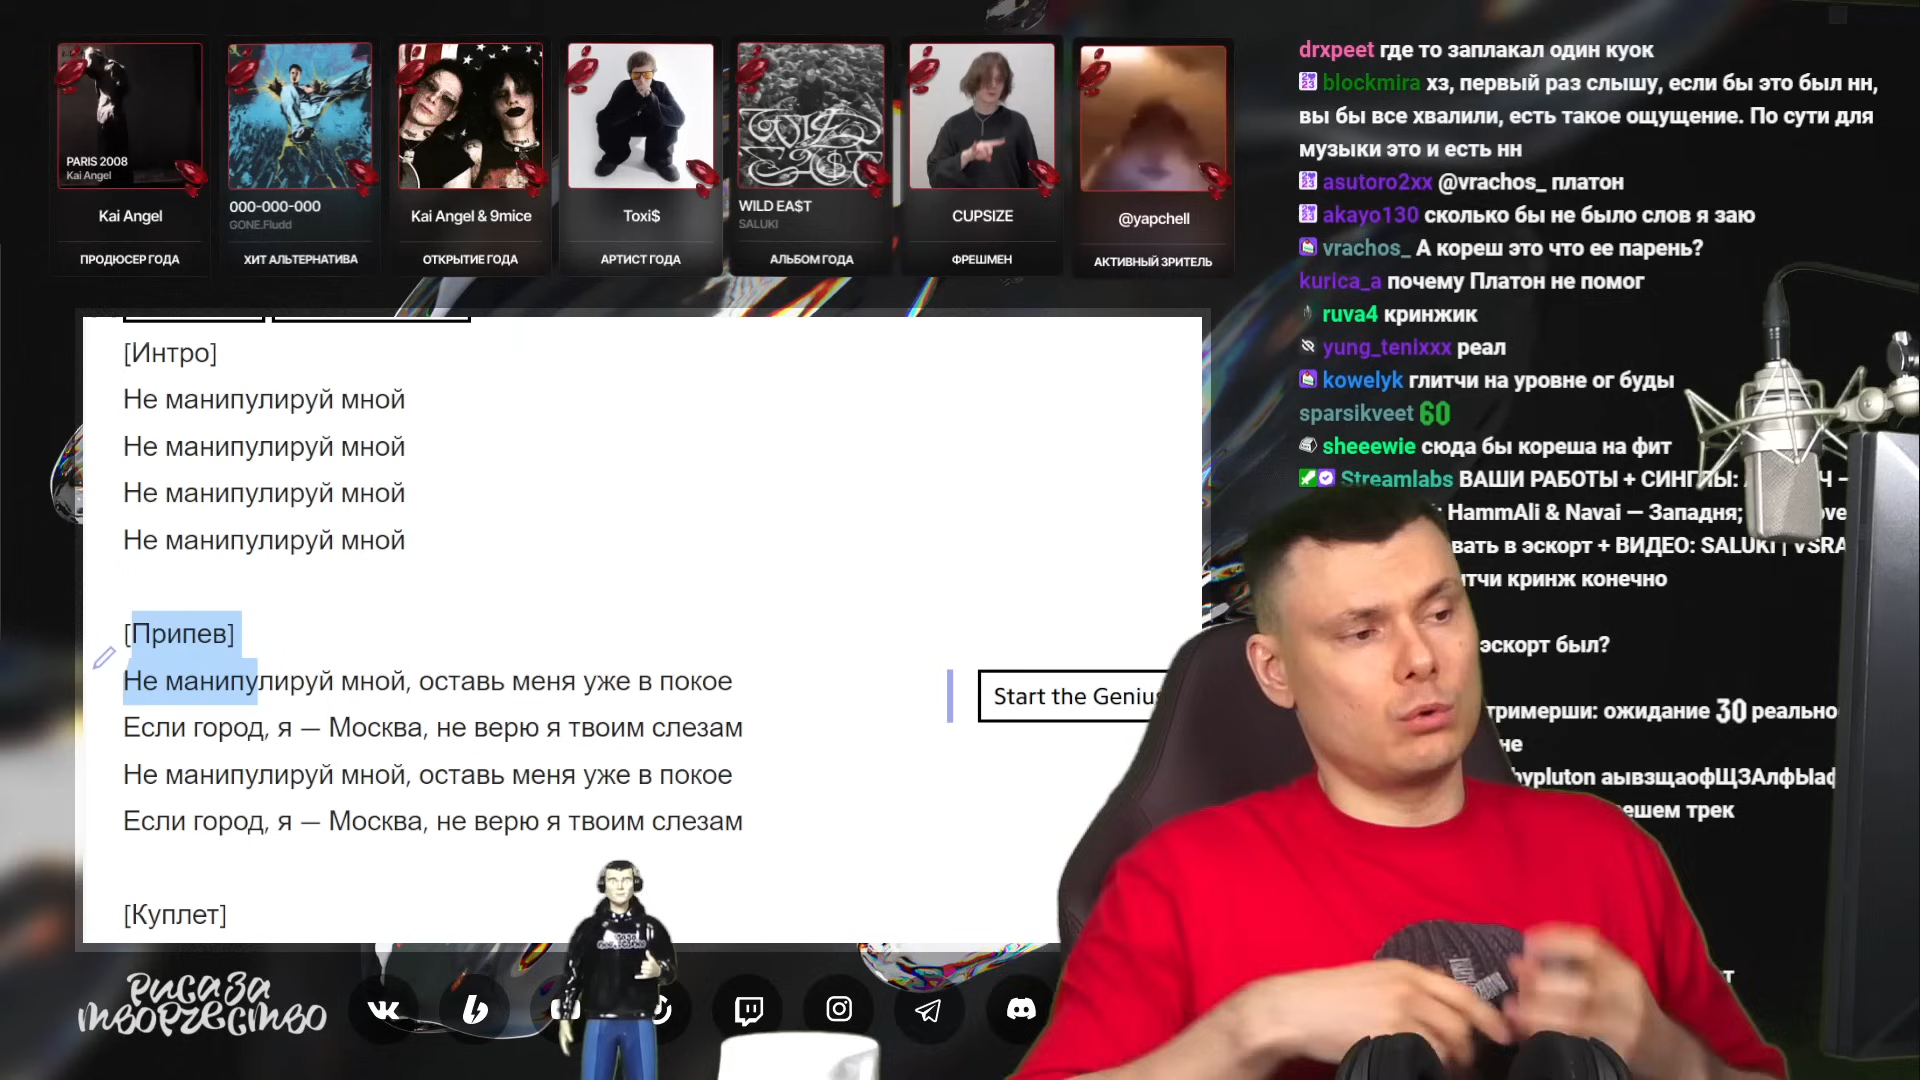 PARIS 2008
Kai Angel
Kai Angel
ПРОДЮСЕР ГОДА
000-000-000
GONE.Fludd
ХИТ АЛЬТЕРНАТИВА
Kai Angel & 9mice
ОТКРЫТИЕ ГОДА
Toxi$
АРТИСТ ГОДА
WILD EA$T
SALUKI
АЛЬБОМ ГОДА
CUPSIZE
ФРЕШМЕН
@yapchell
АКТИВНЫЙ ЗРИТЕЛЬ
[Интро]
Не манипулируй мной
Не манипулируй мной
Не манипулируй мной
Не манипулируй мной
[Припев]
Не манипулируй мной, оставь меня уже в покое
Если город, я — Москва, не верю я твоим слезам
Не манипулируй мной, оставь меня уже в покое
Если город, я — Москва, не верю я твоим слезам
[Куплет]
Start the Genius
drxpeet где то заплакал один куок
blockmira хз, первый раз слышу, если бы это был нн,
вы бы все хвалили, есть такое ощущение. По сути для
музыки это и есть нн
asutoro2xx @vrachos_ платон
akayo130 сколько бы не было слов я заю
vrachos_ А кореш это что ее парень?
kurica_a почему Платон не помог
ruva4 кринжик
yung_tenixxx реал
kowelyk глитчи на уровне ог буды
sparsikveet 60
sheeewie сюда бы кореша на фит
Streamlabs ВАШИ РАБОТЫ + СИНГЛЫ:
HammAli & Navai — Западня;
вать в эскорт + ВИДЕО: SALUKI |
тчи кринж конечно
эскорт был?
тримерши: ожидание 30 реально
не
bypluton аывзщаофЩЗАлфЫаф
ешем трек
РИСАЗА
ТВОРЧЕСТВО